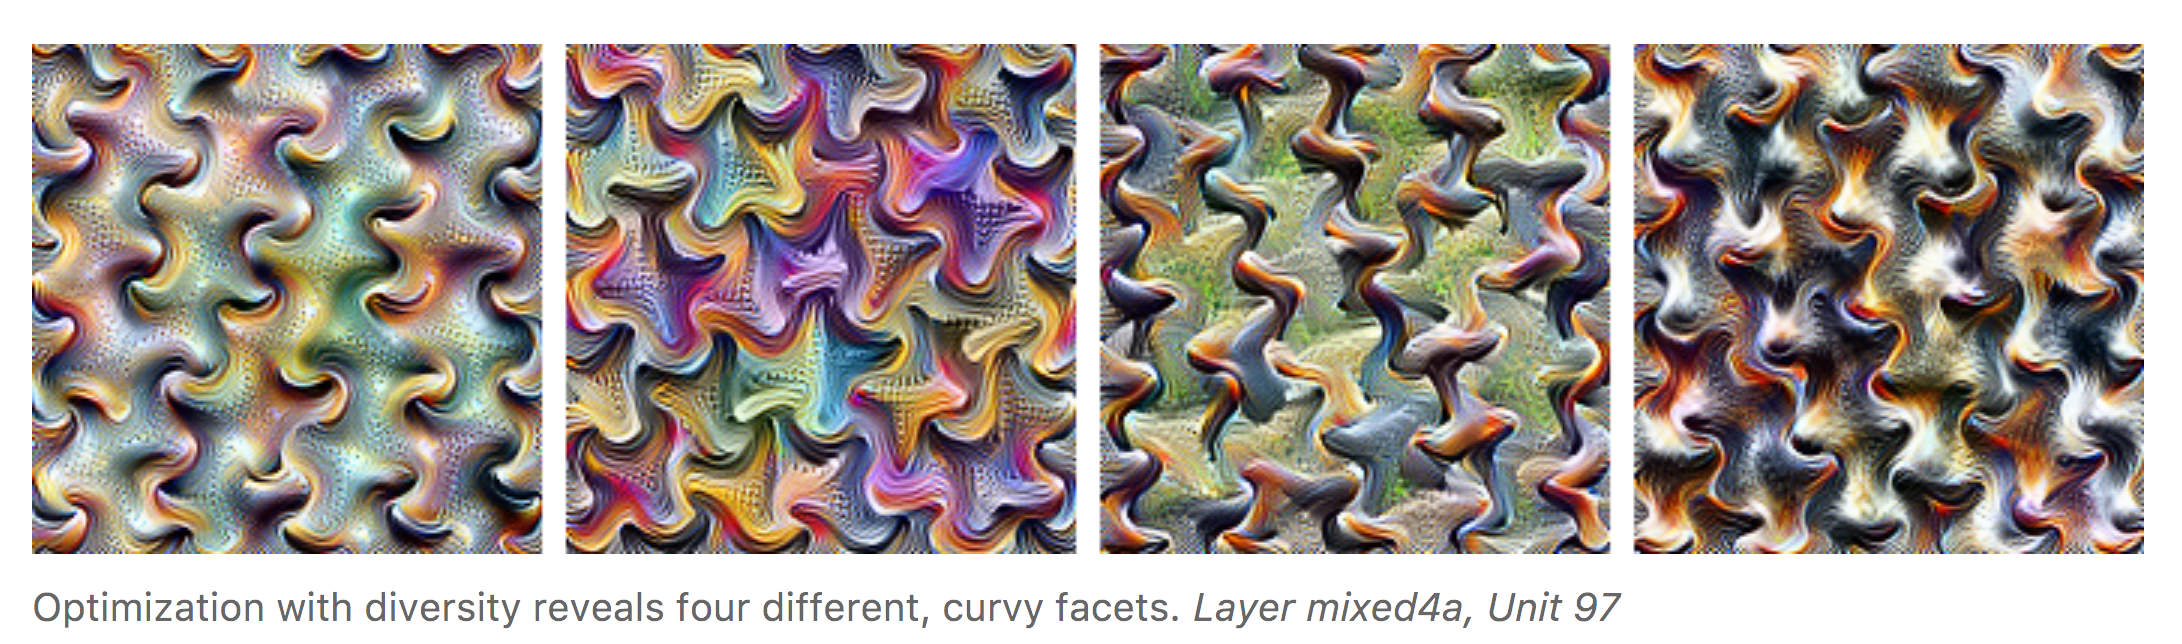 Optimization with diversity reveals four different, curvy facets. Layer mixed4a, Unit 97